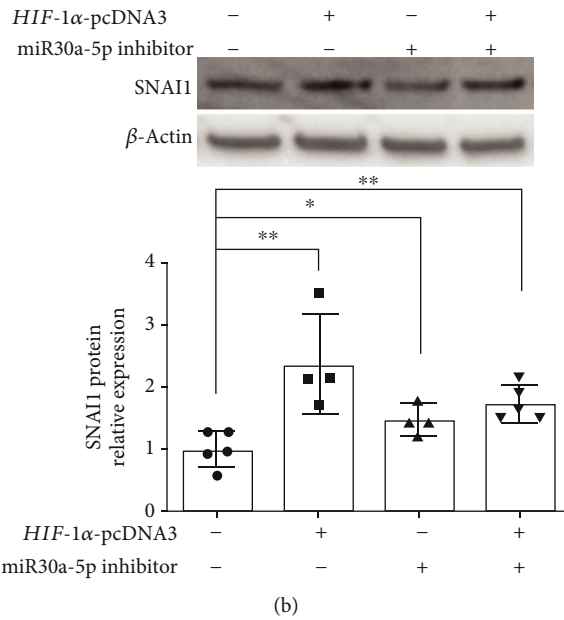 HIF-1α-pcDNA3 − + − +
miR30a-5p inhibitor − − + +
SNAI1
β-Actin
**
*
**
SNAI1 protein
relative expression
4
3
2
1
0
HIF-1α-pcDNA3 − + − +
miR30a-5p inhibitor − − + +
(b)